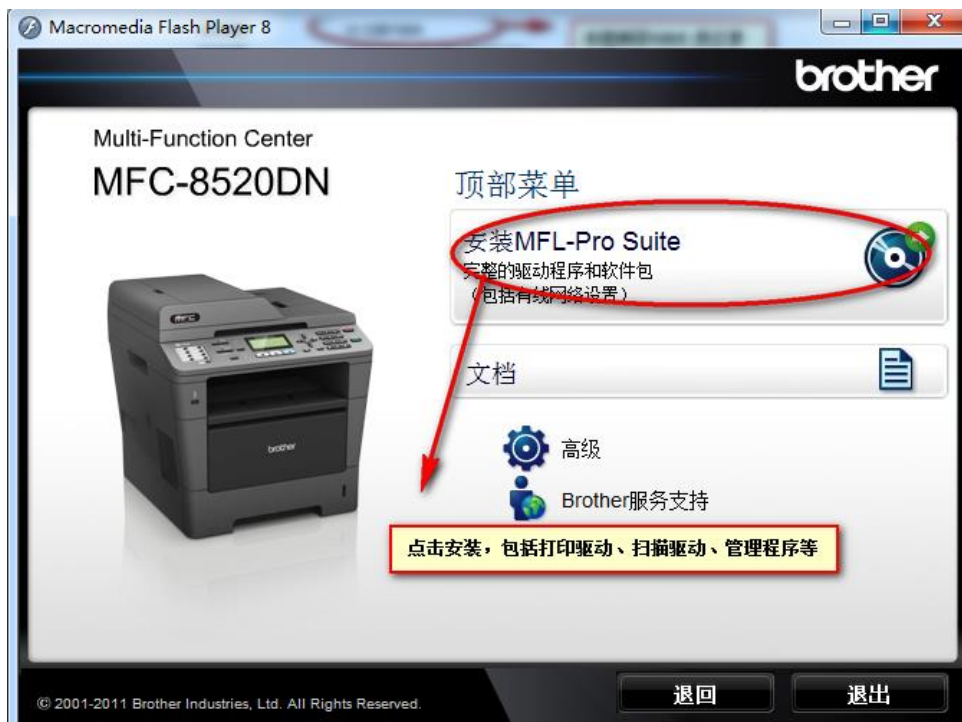 Macromedia Flash Player 8
brother
Multi-Function Center
MFC-8520DN
顶部菜单
安装MFL-Pro Suite
完整的驱动程序和软件包
（包括有线网络设置）
文档
高级
Brother服务支持
点击安装，包括打印驱动、扫描驱动、管理程序等
MFC
brother
© 2001-2011 Brother Industries, Ltd. All Rights Reserved.
退回
退出